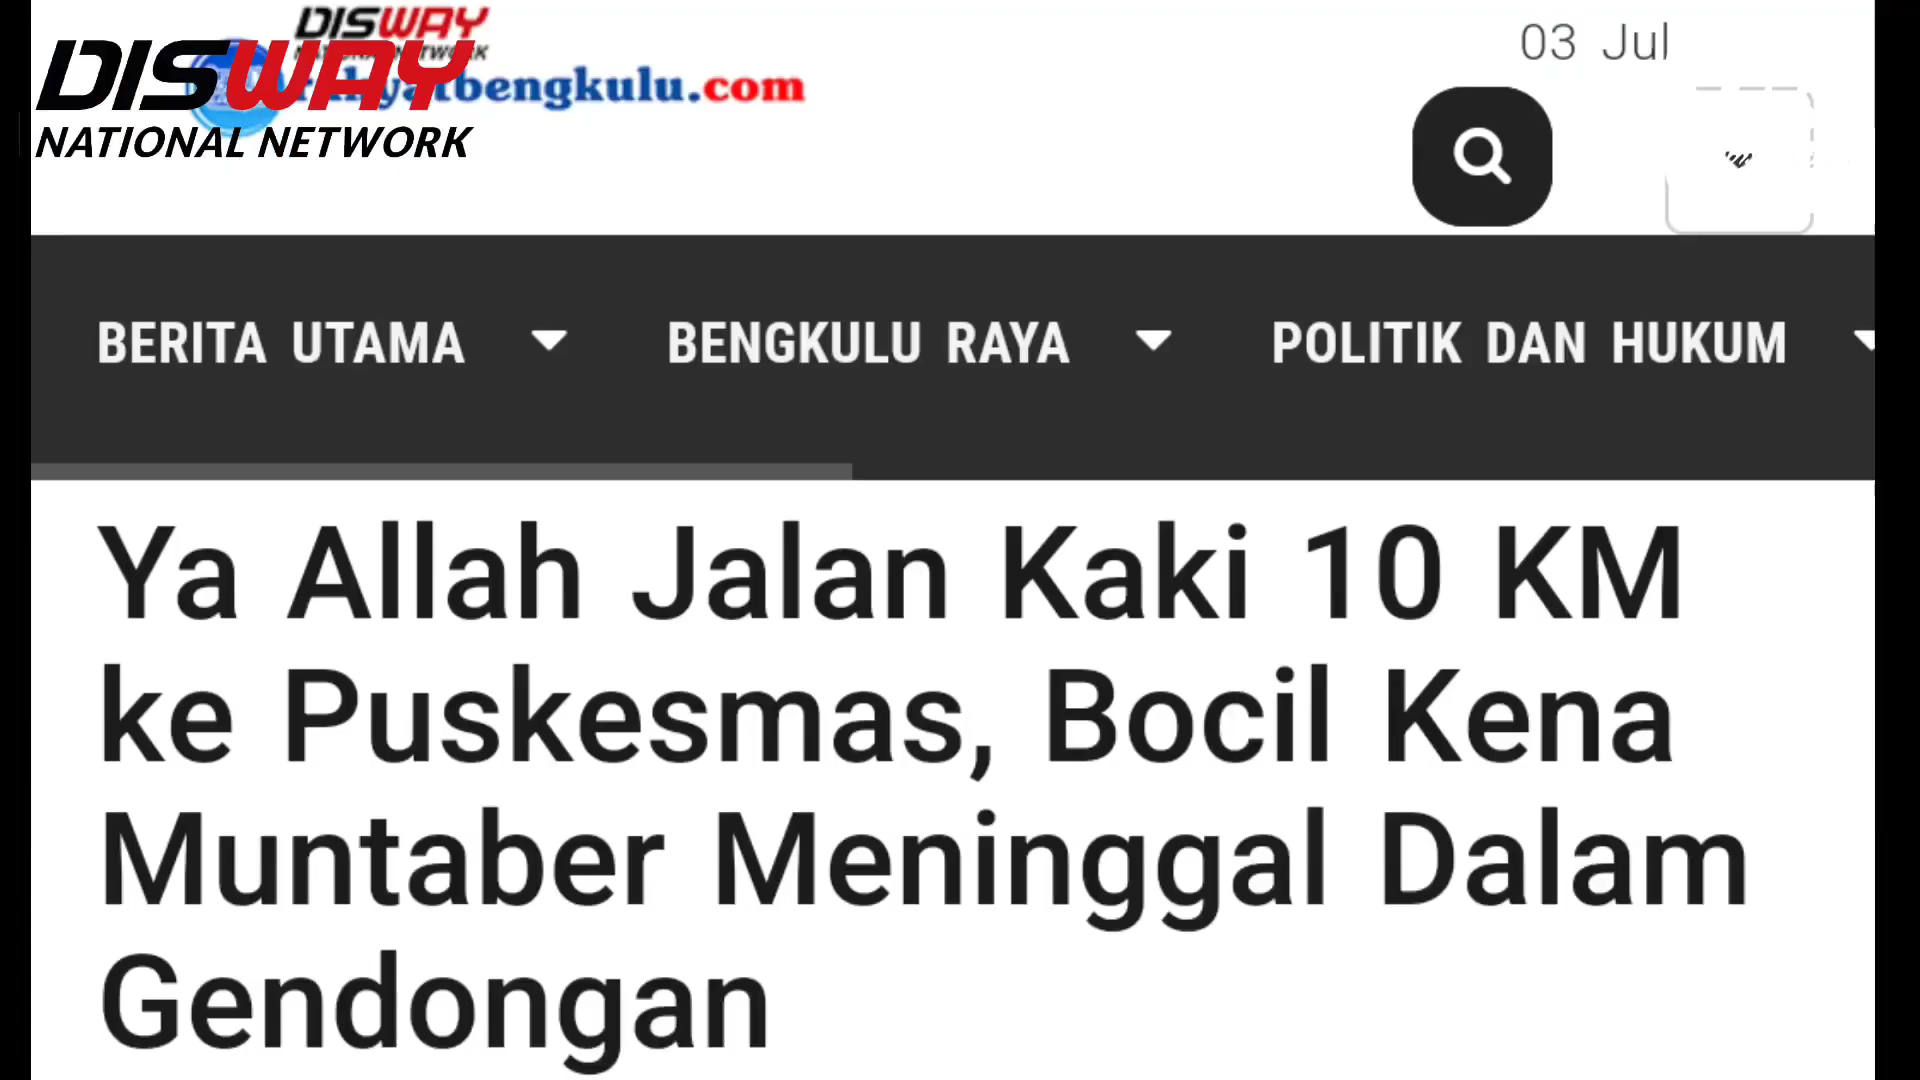 DISWAY
DISWAY
NATIONAL NETWORK
bengkulu.com
03 Jul
BERITA UTAMA
BENGKULU RAYA
POLITIK DAN HUKUM
Ya Allah Jalan Kaki 10 KM
ke Puskesmas, Bocil Kena
Muntaber Meninggal Dalam
Gendongan